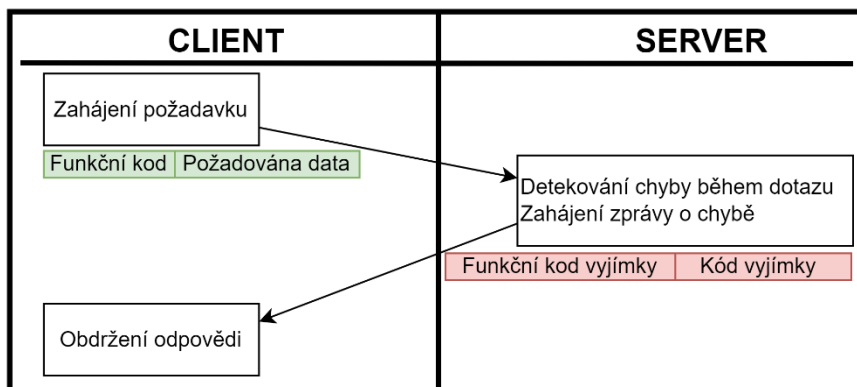 CLIENT
SERVER
Zahájení požadavku
Funkční kod
Požadována data
Detekování chyby během dotazu
Zahájení zprávy o chybě
Funkční kod vyjímky
Kód vyjímky
Obdržení odpovědi